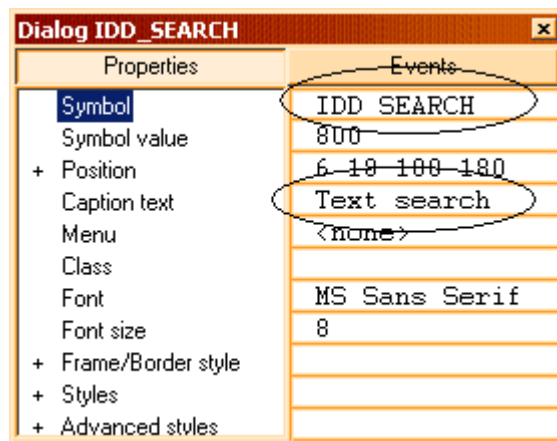 Dialog IDD_SEARCH x
Properties Events
Symbol IDD SEARCH
Symbol value 800
+ Position 6 18 100 180
Caption text Text search
Menu <none>
Class
Font MS Sans Serif
Font size 8
+ Frame/Border style
+ Styles
+ Advanced styles